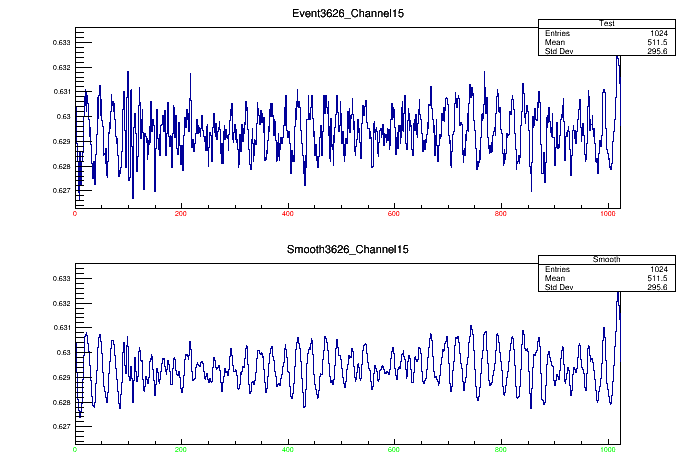 Event3626_Channel15
Test
Entries 1024
Mean 511.5
Std Dev 295.6
0.633
0.632
0.631
0.63
0.629
0.628
0.627
0 200 400 600 800 1000
Smooth3626_Channel15
Smooth
Entries 1024
Mean 511.5
Std Dev 295.6
0.633
0.632
0.631
0.63
0.629
0.628
0.627
0 200 400 600 800 1000